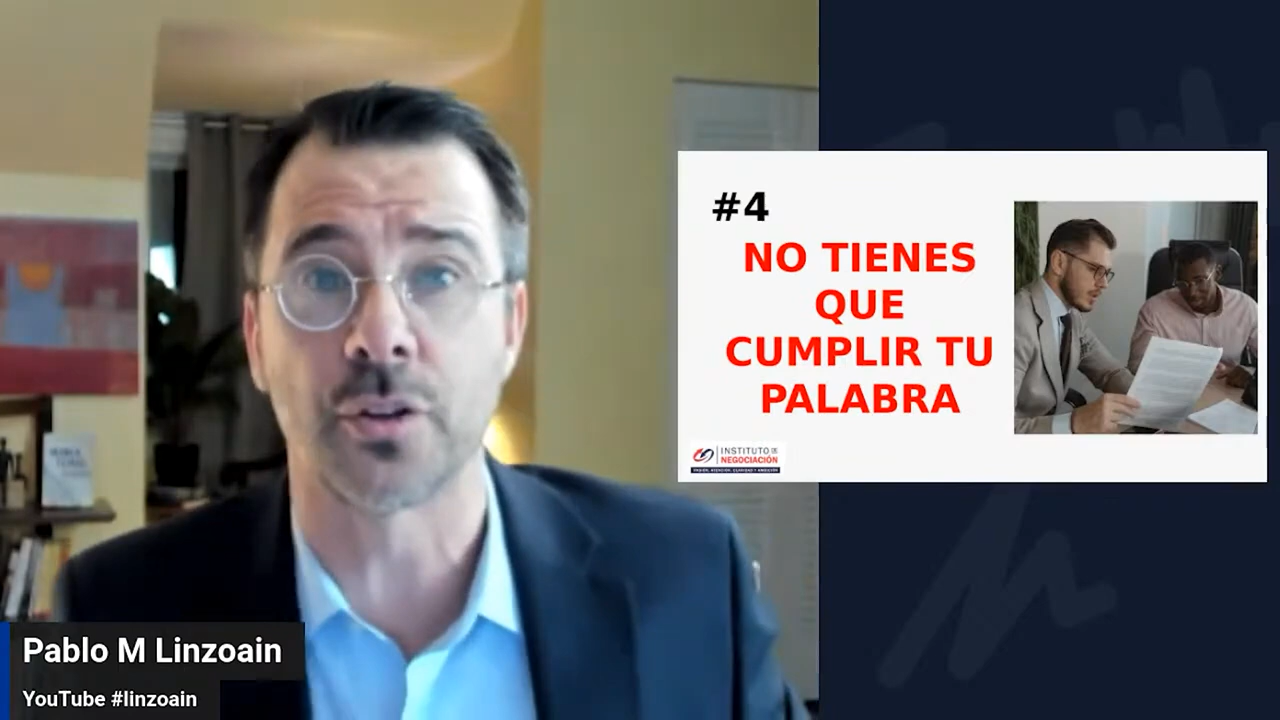 #4
NO TIENES
QUE
CUMPLIR TU
PALABRA
INSTITUTO DE
NEGOCIACIÓN
Pablo M Linzoain
YouTube #linzoain